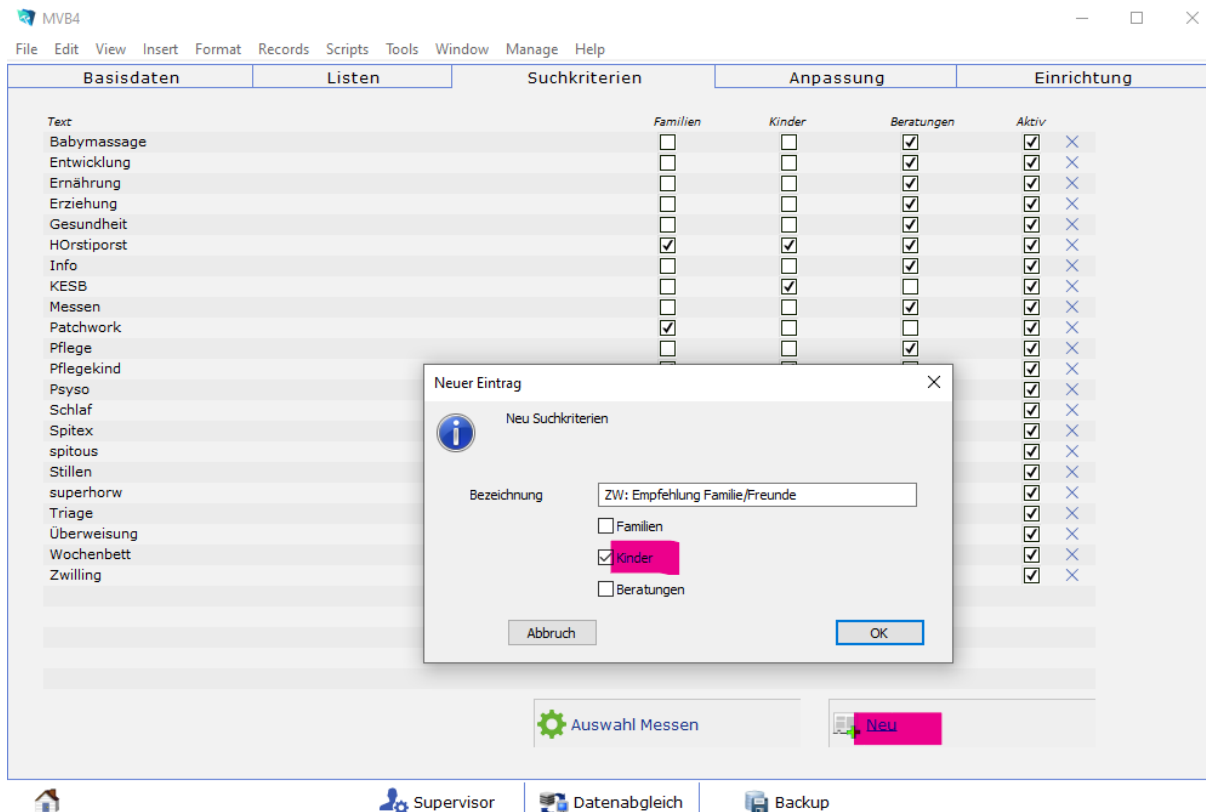 MVB4
File Edit View Insert Format Records Scripts Tools Window Manage Help
Basisdaten Listen Suchkriterien Anpassung Einrichtung
Text Familien Kinder Beratungen Aktiv
Babymassage
Entwicklung
Ernährung
Erziehung
Gesundheit
HOrstiporst
Info
KESB
Messen
Patchwork
Pflege
Pflegekind
Psyso
Schlaf
Spitex
spitous
Stillen
superhorw
Triage
Überweisung
Wochenbett
Zwilling
Neuer Eintrag
Neu Suchkriterien
Bezeichnung ZW: Empfehlung Familie/Freunde
Familien
Kinder
Beratungen
Abbruch OK
Auswahl Messen Neu
Supervisor Datenabgleich Backup